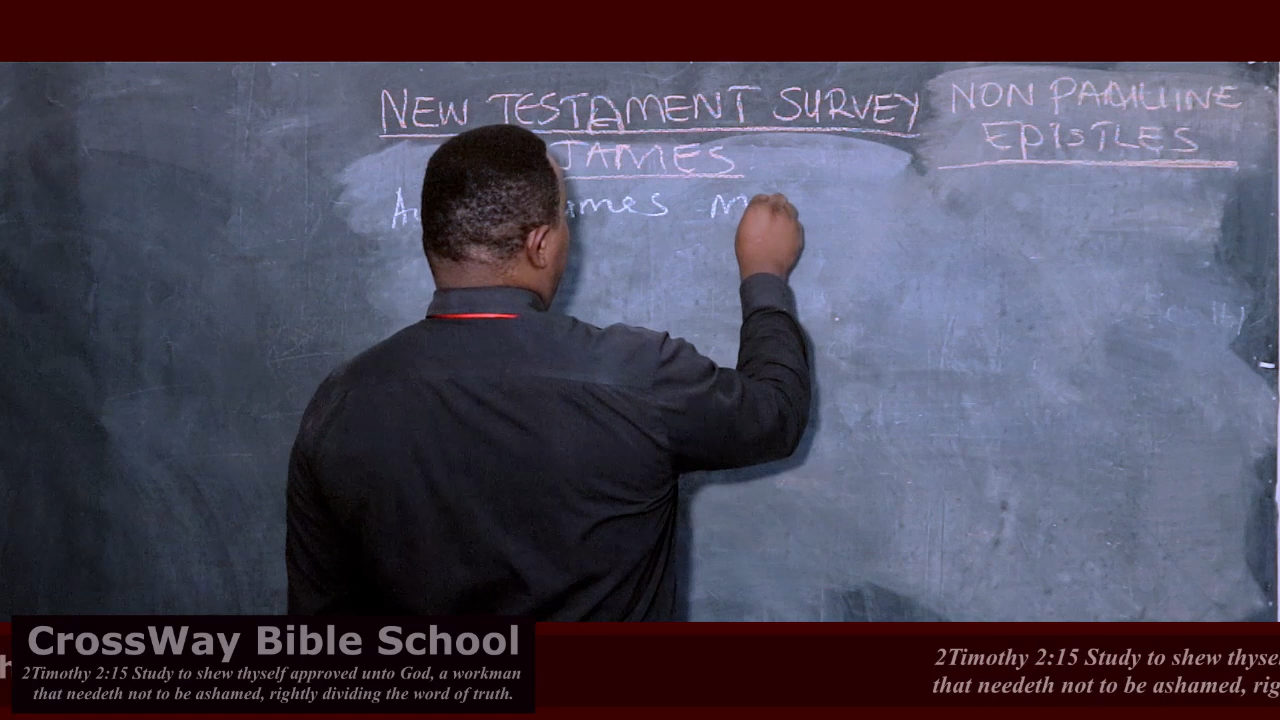 NEW TESTAMENT SURVEY
JAMES
NON PAULINE
EPISTLES
CrossWay Bible School
2Timothy 2:15 Study to shew thyself approved unto God, a workman
that needeth not to be ashamed, rightly dividing the word of truth.
2Timothy 2:15 Study to shew
that needeth not to be ashamed,